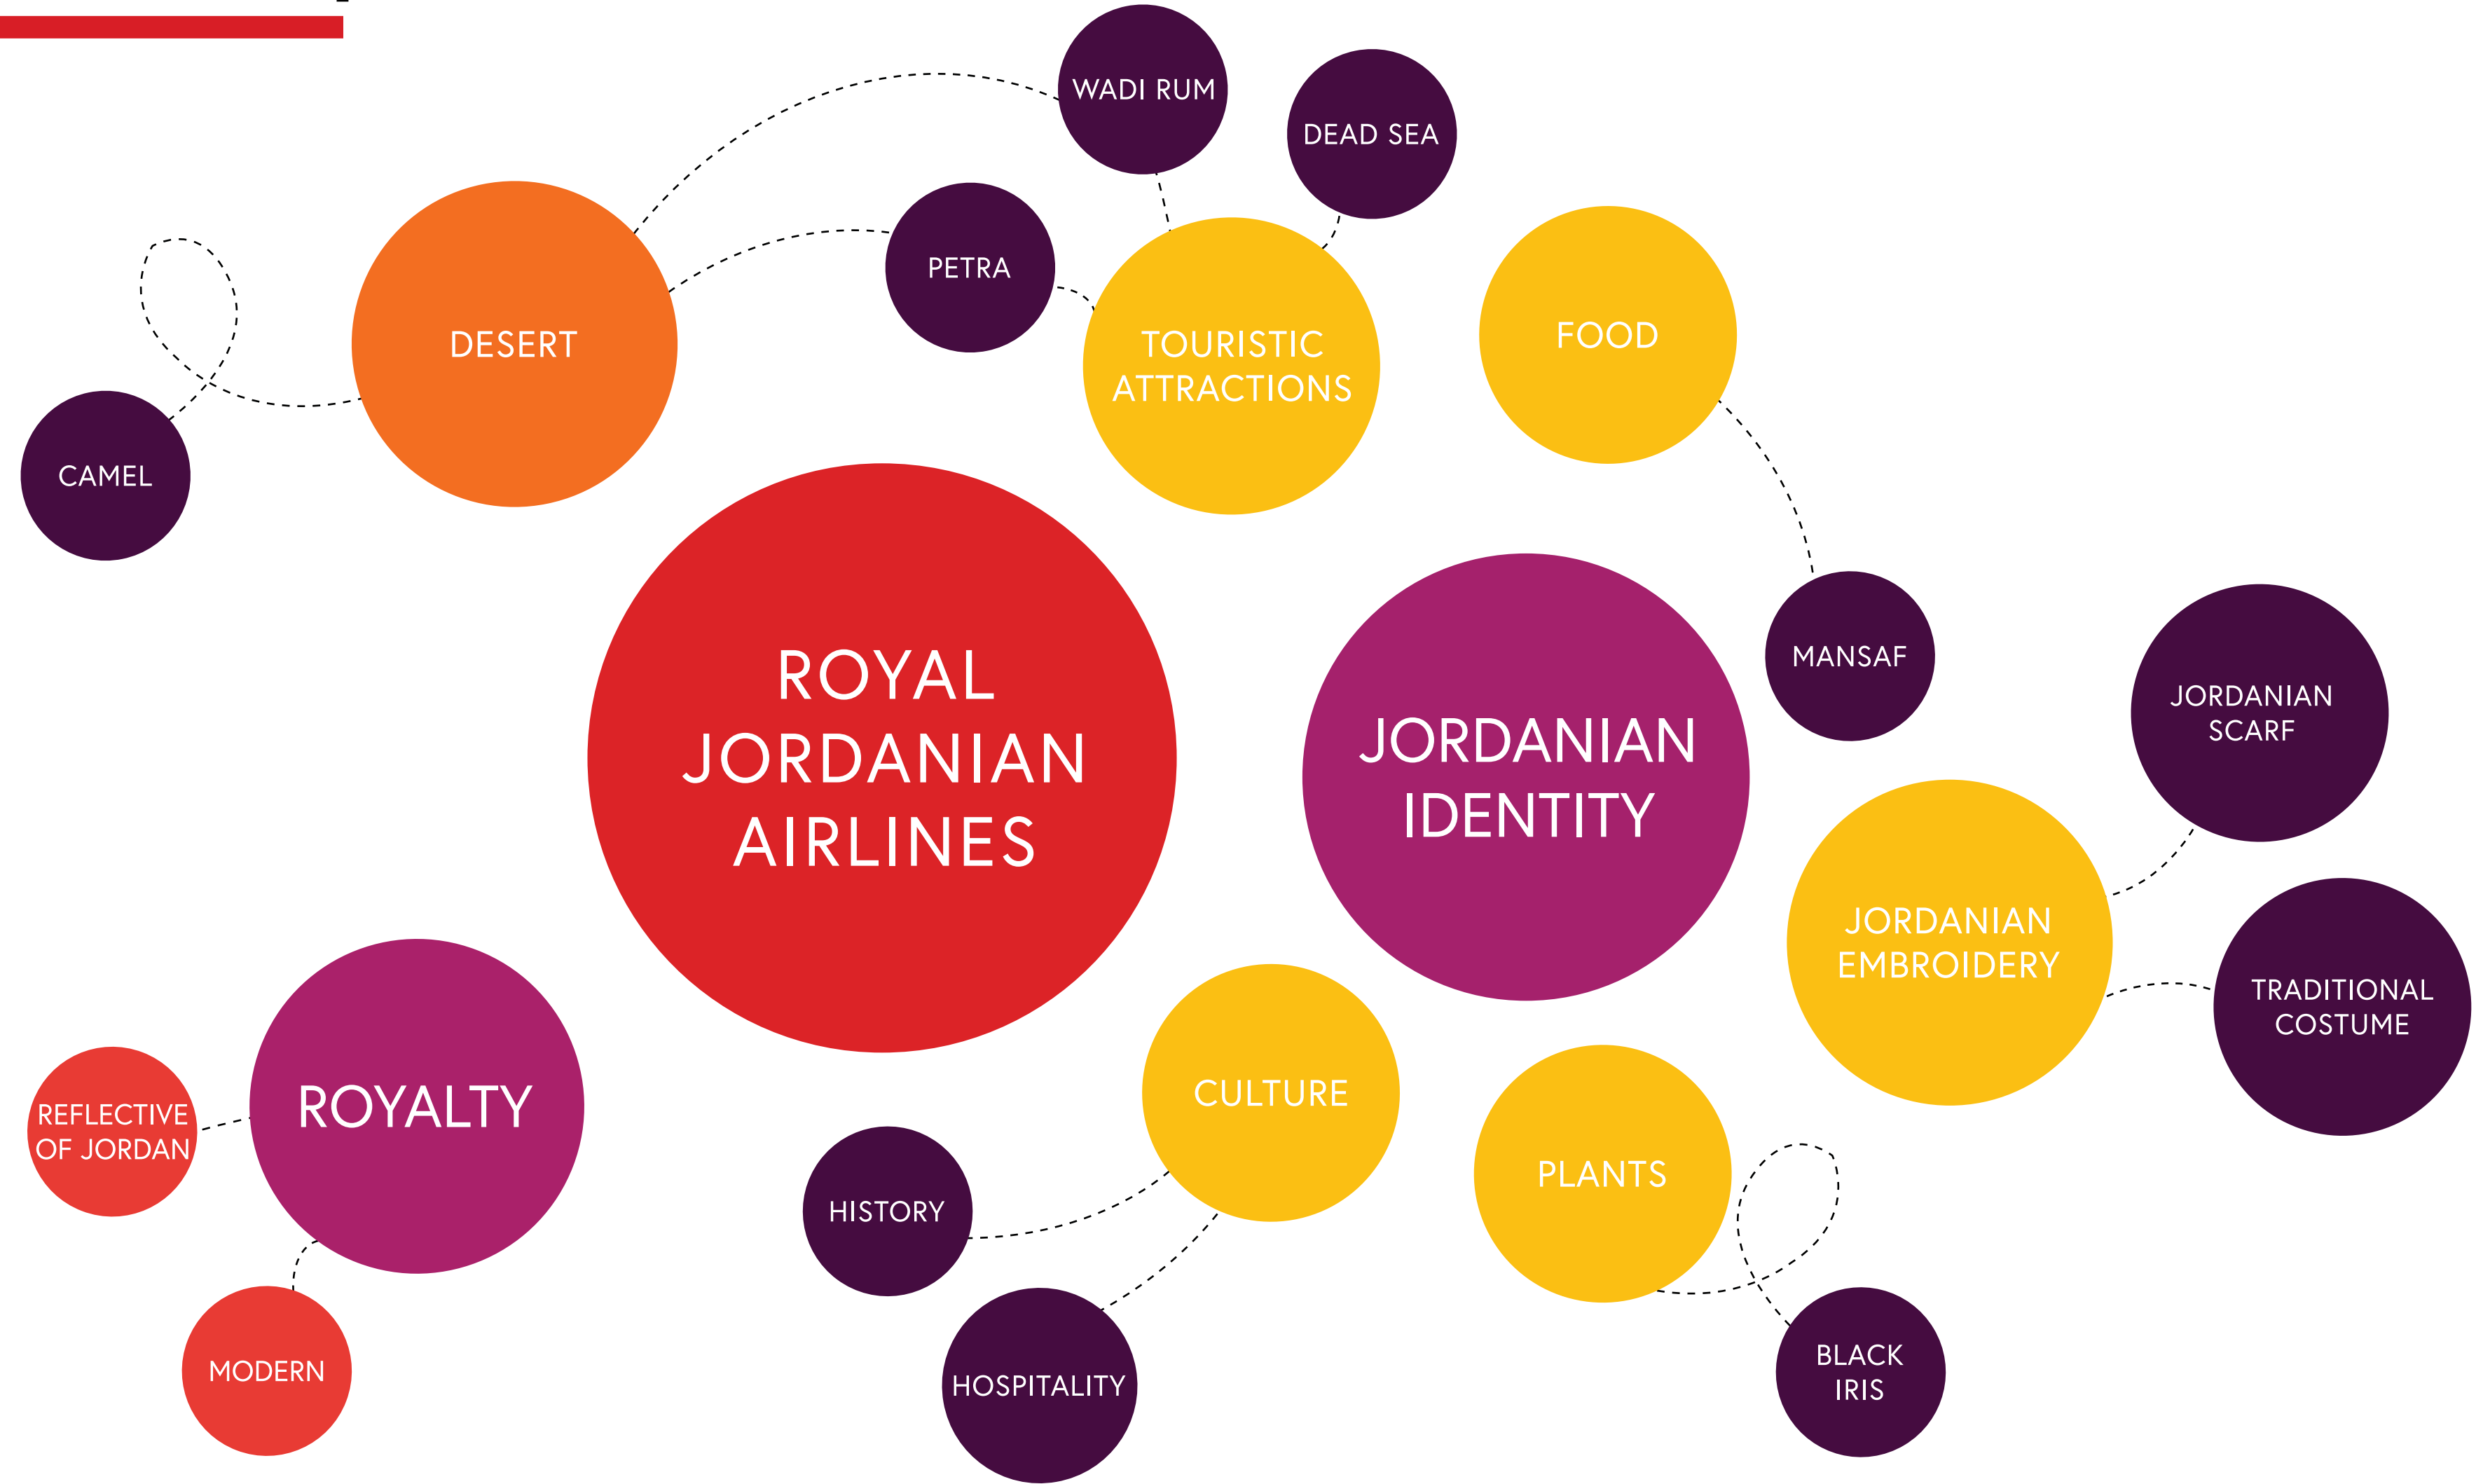 WADI RUM
DEAD SEA
PETRA
DESERT
TOURISTIC
ATTRACTIONS
FOOD
CAMEL
ROYAL
JORDANIAN
AIRLINES
JORDANIAN
IDENTITY
MANSAF
JORDANIAN
SCARF
JORDANIAN
EMBROIDERY
TRADITIONAL
COSTUME
ROYALTY
REFLECTIVE
OF JORDAN
MODERN
CULTURE
HISTORY
HOSPITALITY
PLANTS
BLACK
IRIS